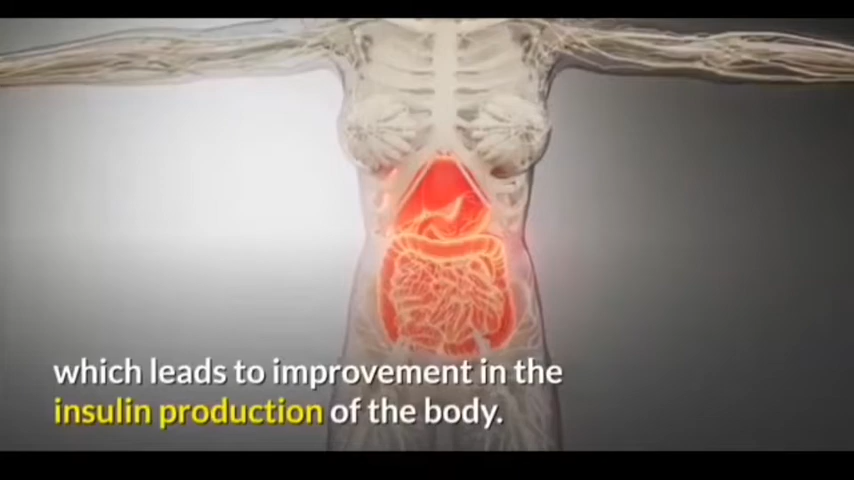 which leads to improvement in the
insulin production of the body.